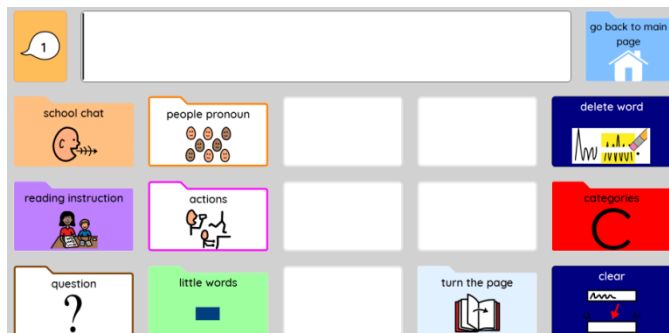 1
go back to main
page
school chat
people pronoun
delete word
reading instruction
actions
categories
C
question
?
little words
turn the page
clear